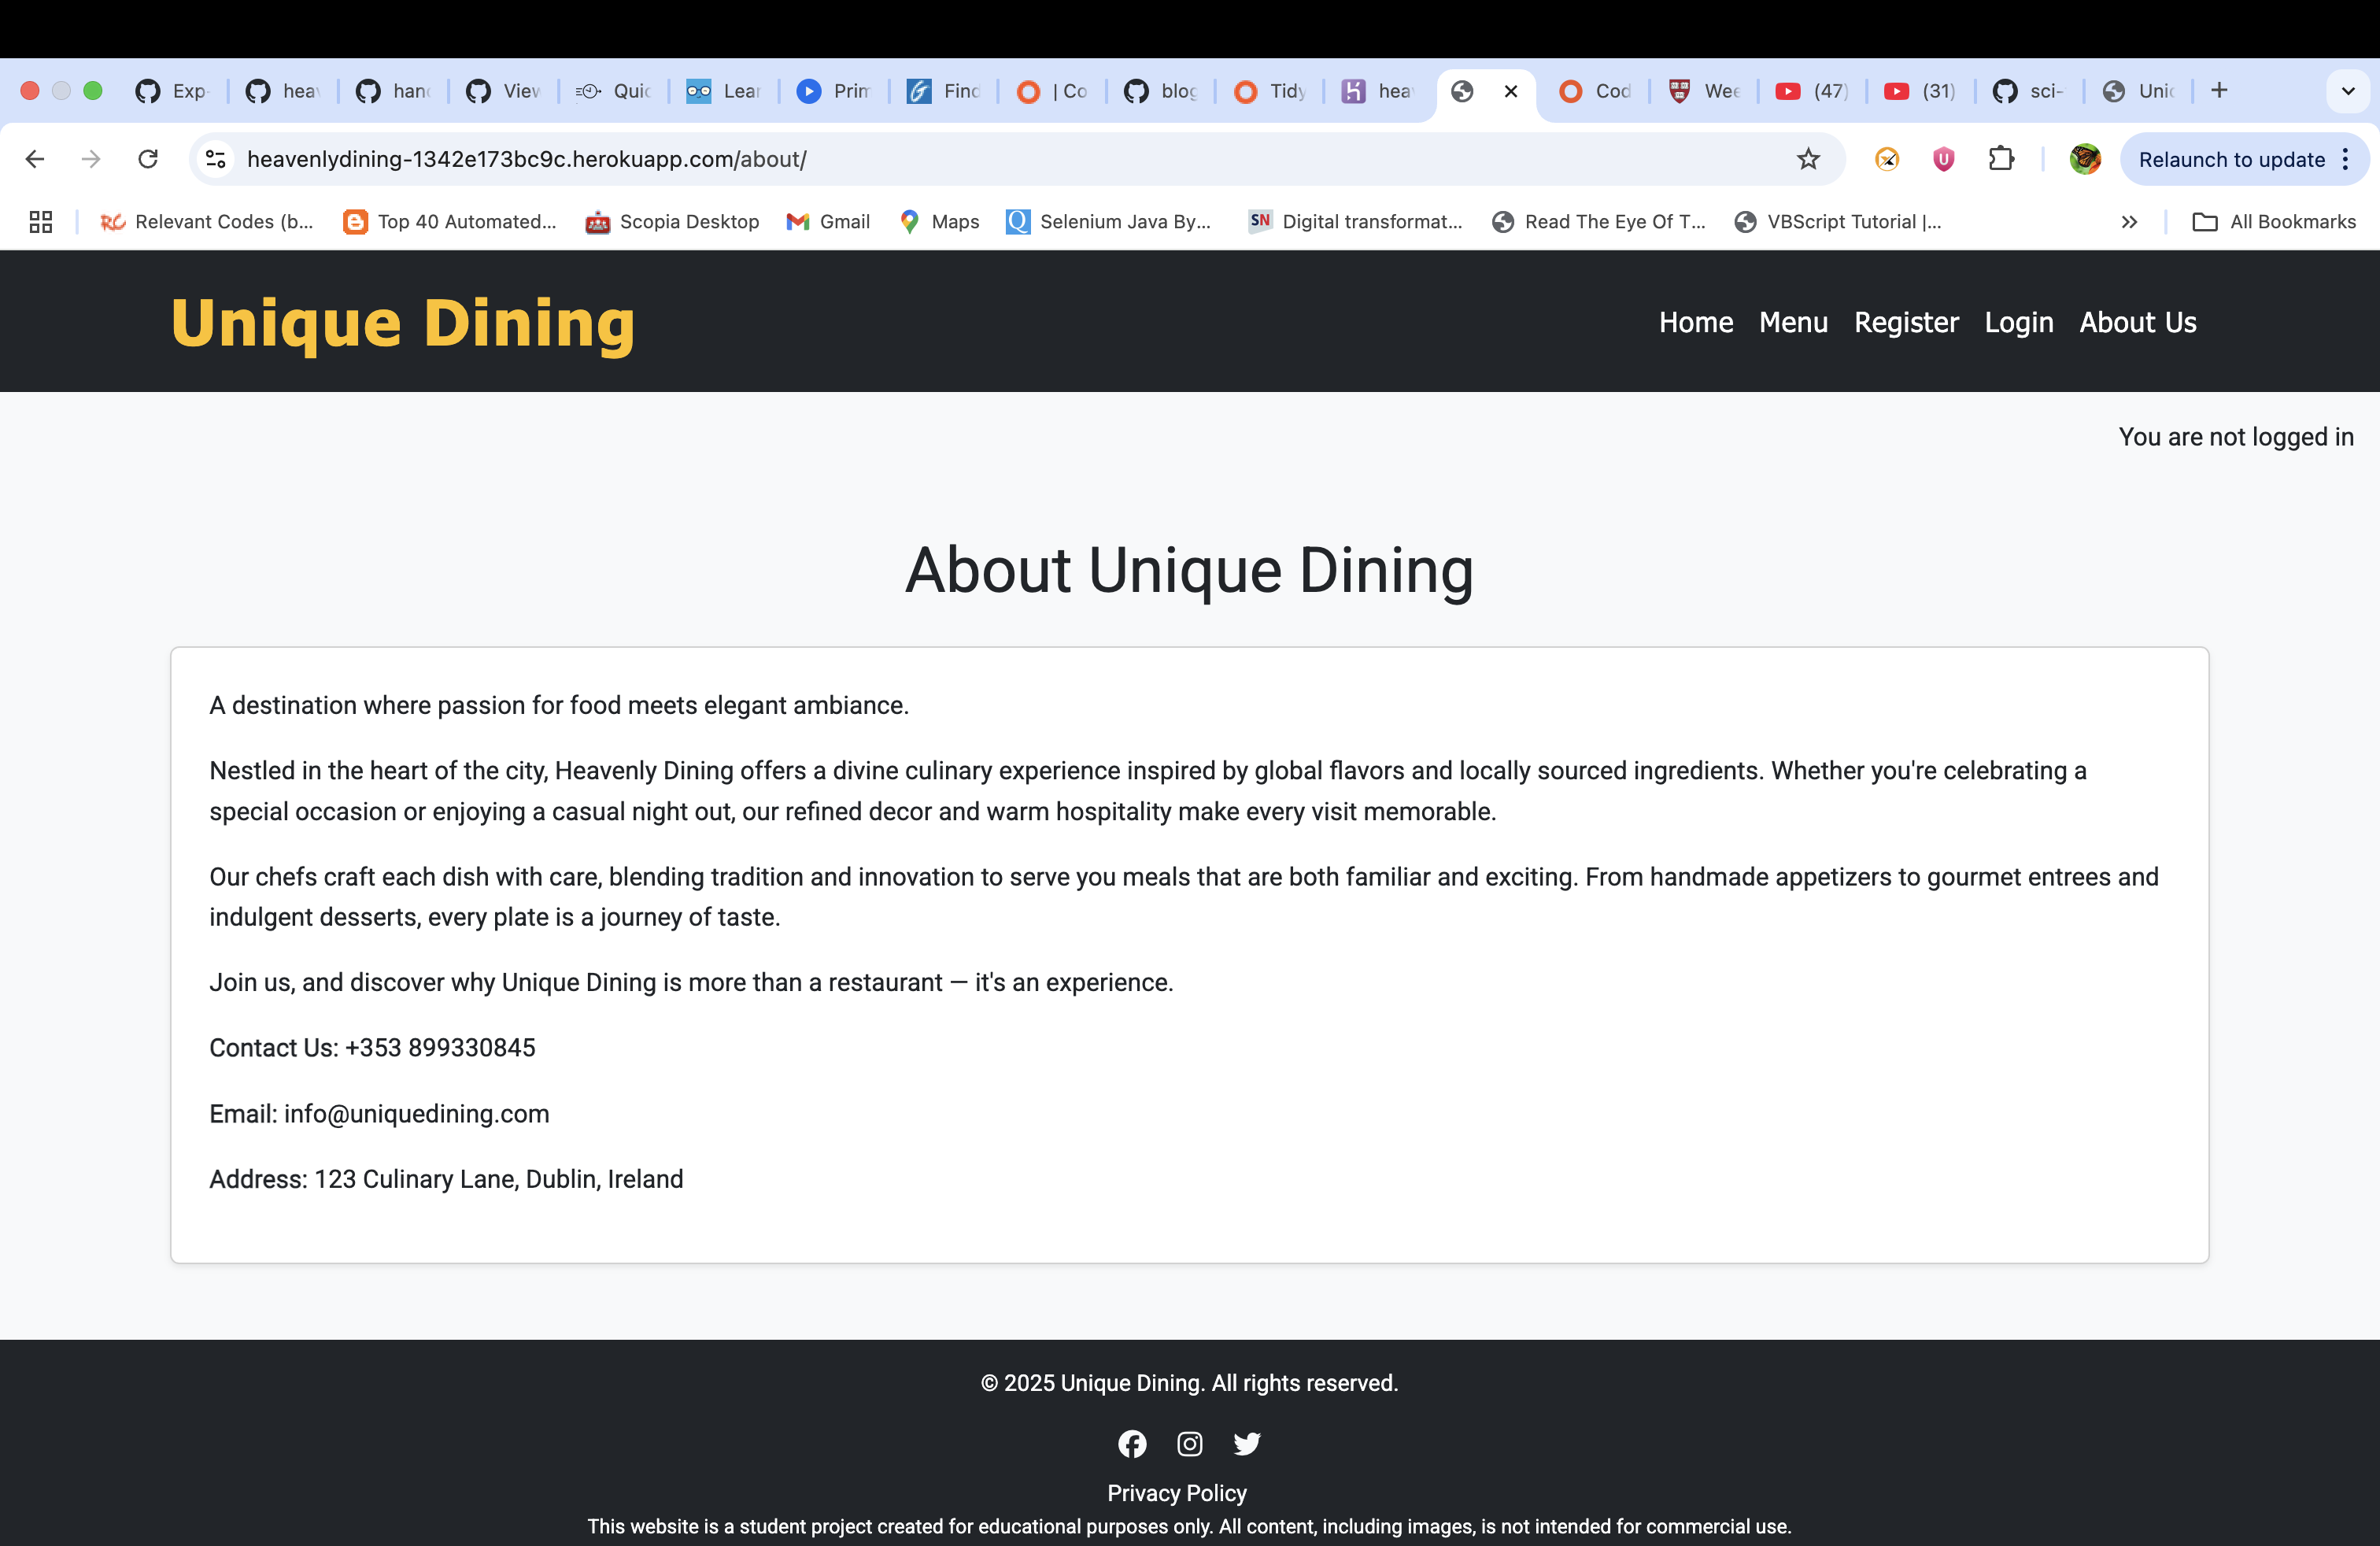 Exp
hea
han
View
Quic
Lear
Prim
Find
| Co
blog
Tidy
hea
Cod
Wee
(47)
(31)
sci-
Uni
heavenlydining-1342e173bc9c.herokuapp.com/about/
Relaunch to update
Relevant Codes (b...
Top 40 Automated...
Scopia Desktop
Gmail
Maps
Selenium Java By...
SN Digital transformat...
Read The Eye Of T...
VBScript Tutorial |...
All Bookmarks
Unique Dining
Home Menu Register Login About Us
You are not logged in
About Unique Dining
A destination where passion for food meets elegant ambiance.
Nestled in the heart of the city, Heavenly Dining offers a divine culinary experience inspired by global flavors and locally sourced ingredients. Whether you're celebrating a
special occasion or enjoying a casual night out, our refined decor and warm hospitality make every visit memorable.
Our chefs craft each dish with care, blending tradition and innovation to serve you meals that are both familiar and exciting. From handmade appetizers to gourmet entrees and
indulgent desserts, every plate is a journey of taste.
Join us, and discover why Unique Dining is more than a restaurant — it's an experience.
Contact Us: +353 899330845
Email: info@uniquedining.com
Address: 123 Culinary Lane, Dublin, Ireland
© 2025 Unique Dining. All rights reserved.
Privacy Policy
This website is a student project created for educational purposes only. All content, including images, is not intended for commercial use.